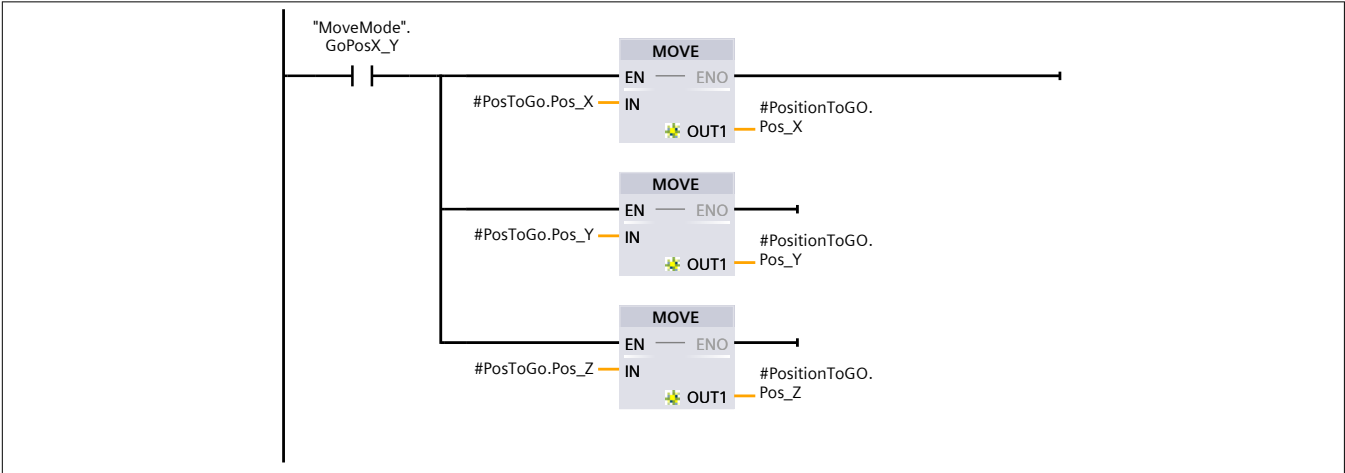 "MoveMode".
GoPosX_Y
MOVE
EN ENO
#PosToGo.Pos_X IN
#PositionToGO.
OUT1 Pos_X
MOVE
EN ENO
#PosToGo.Pos_Y IN
#PositionToGO.
OUT1 Pos_Y
MOVE
EN ENO
#PosToGo.Pos_Z IN
#PositionToGO.
OUT1 Pos_Z